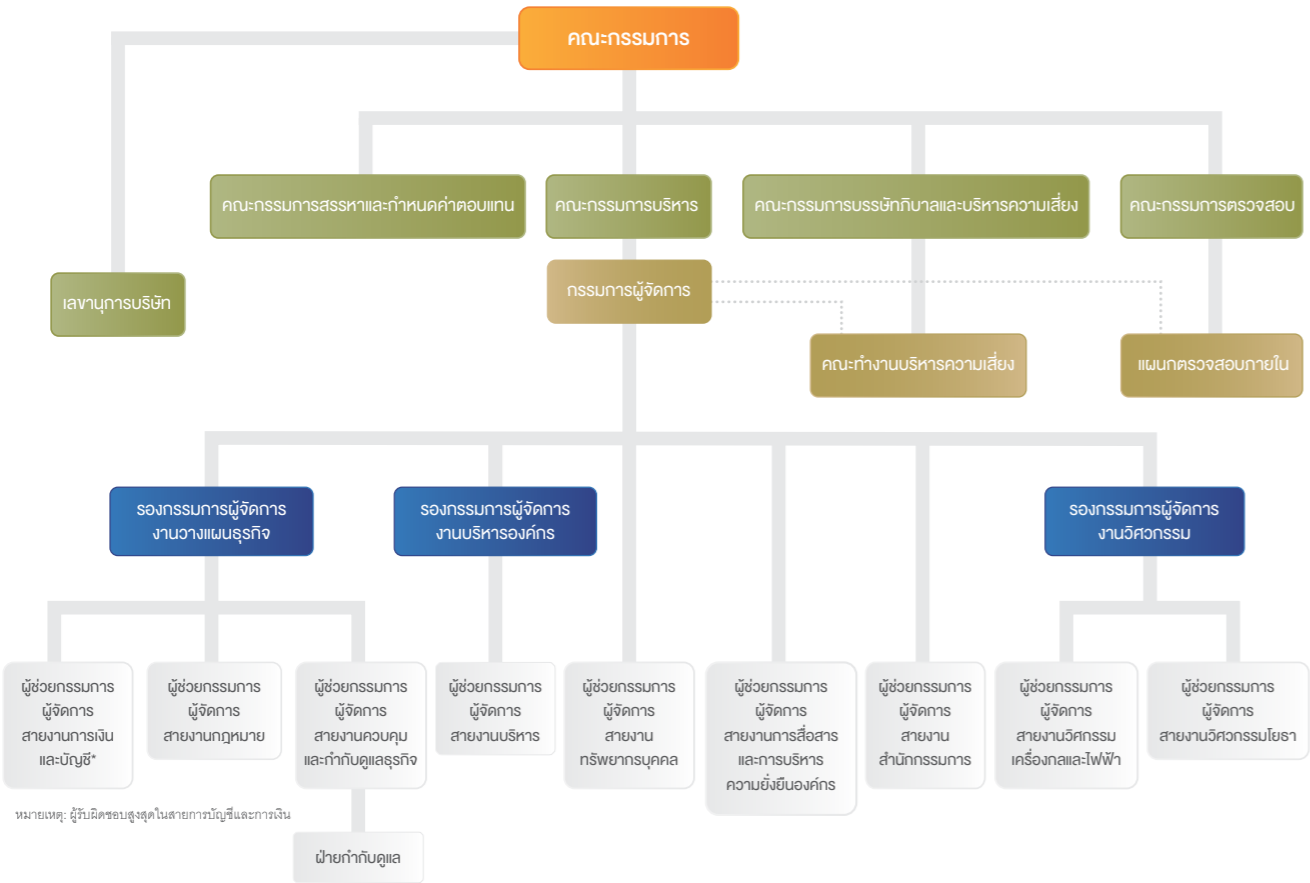 คณะกรรมการ
คณะกรรมการสรรหาและกำหนดค่าตอบแทน
คณะกรรมการบริหาร
คณะกรรมการบรรษัทภิบาลและบริหารความเสี่ยง
คณะกรรมการตรวจสอบ
เลขานุการบริษัท
กรรมการผู้จัดการ
คณะทำงานบริหารความเสี่ยง
แผนกตรวจสอบภายใน
รองกรรมการผู้จัดการ
งานวางแผนธุรกิจ
รองกรรมการผู้จัดการ
งานบริหารองค์กร
รองกรรมการผู้จัดการ
งานวิศวกรรม
ผู้ช่วยกรรมการ
ผู้จัดการ
สายงานการเงิน
และบัญชี*
ผู้ช่วยกรรมการ
ผู้จัดการ
สายงานกฎหมาย
ผู้ช่วยกรรมการ
ผู้จัดการ
สายงานควบคุม
และกำกับดูแลธุรกิจ
ผู้ช่วยกรรมการ
ผู้จัดการ
สายงานบริหาร
ผู้ช่วยกรรมการ
ผู้จัดการ
สายงาน
ทรัพยากรบุคคล
ผู้ช่วยกรรมการ
ผู้จัดการ
สายงานการสื่อสาร
และการบริหาร
ความยั่งยืนองค์กร
ผู้ช่วยกรรมการ
ผู้จัดการ
สายงาน
สำนักกรรมการ
ผู้ช่วยกรรมการ
ผู้จัดการ
สายงานวิศกรรม
เครื่องกลและไฟฟ้า
ผู้ช่วยกรรมการ
ผู้จัดการ
สายงานวิศวกรรมโยธา
หมายเหตุ: ผู้รับผิดชอบสูงสุดในสายการบัญชีและการเงิน
ฝ่ายกำกับดูแล